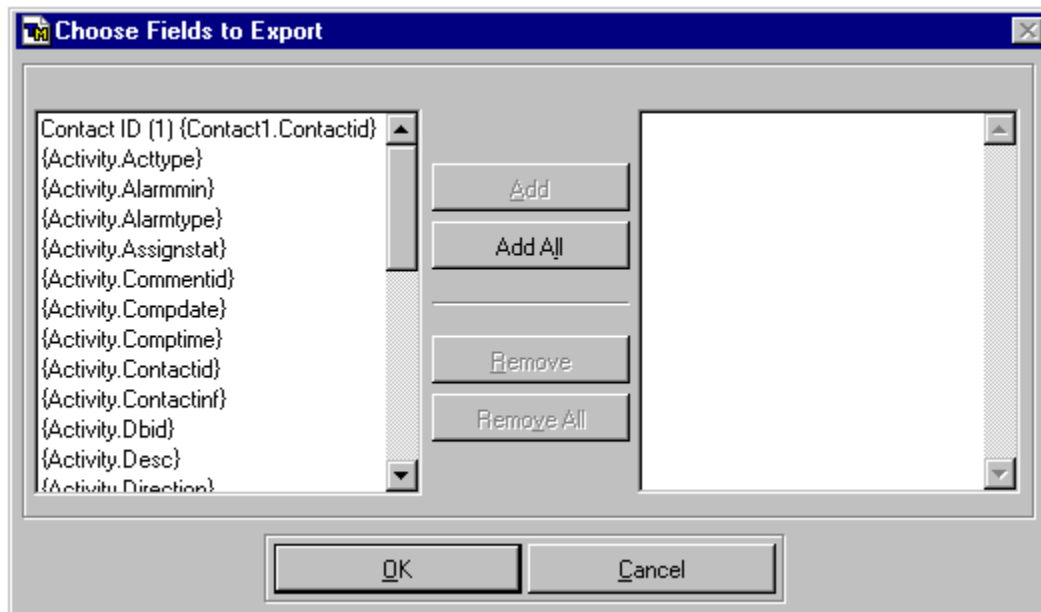 Choose Fields to Export
Contact ID (1) {Contact1.Contactid}
{Activity.Acttype}
{Activity.Alarmmin}
{Activity.Alarmtype}
{Activity.Assignstat}
{Activity.Commentid}
{Activity.Compdate}
{Activity.Comptime}
{Activity.Contactid}
{Activity.Contactinf}
{Activity.Dbid}
{Activity.Desc}
{Activity.Direction}
Add
Add All
Remove
Remove All
OK
Cancel